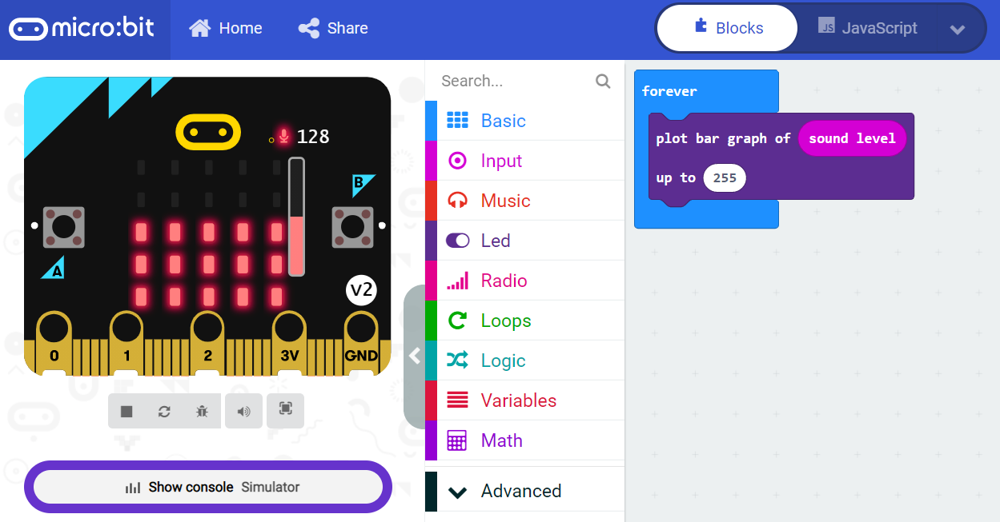 micro:bit
Home
Share
Blocks
JS JavaScript
128
B
A
V2
0 1 2 3V GND
Show console Simulator
Search...
Basic
Input
Music
Led
Radio
Loops
Logic
Variables
Math
Advanced
forever
plot bar graph of sound level
up to 255